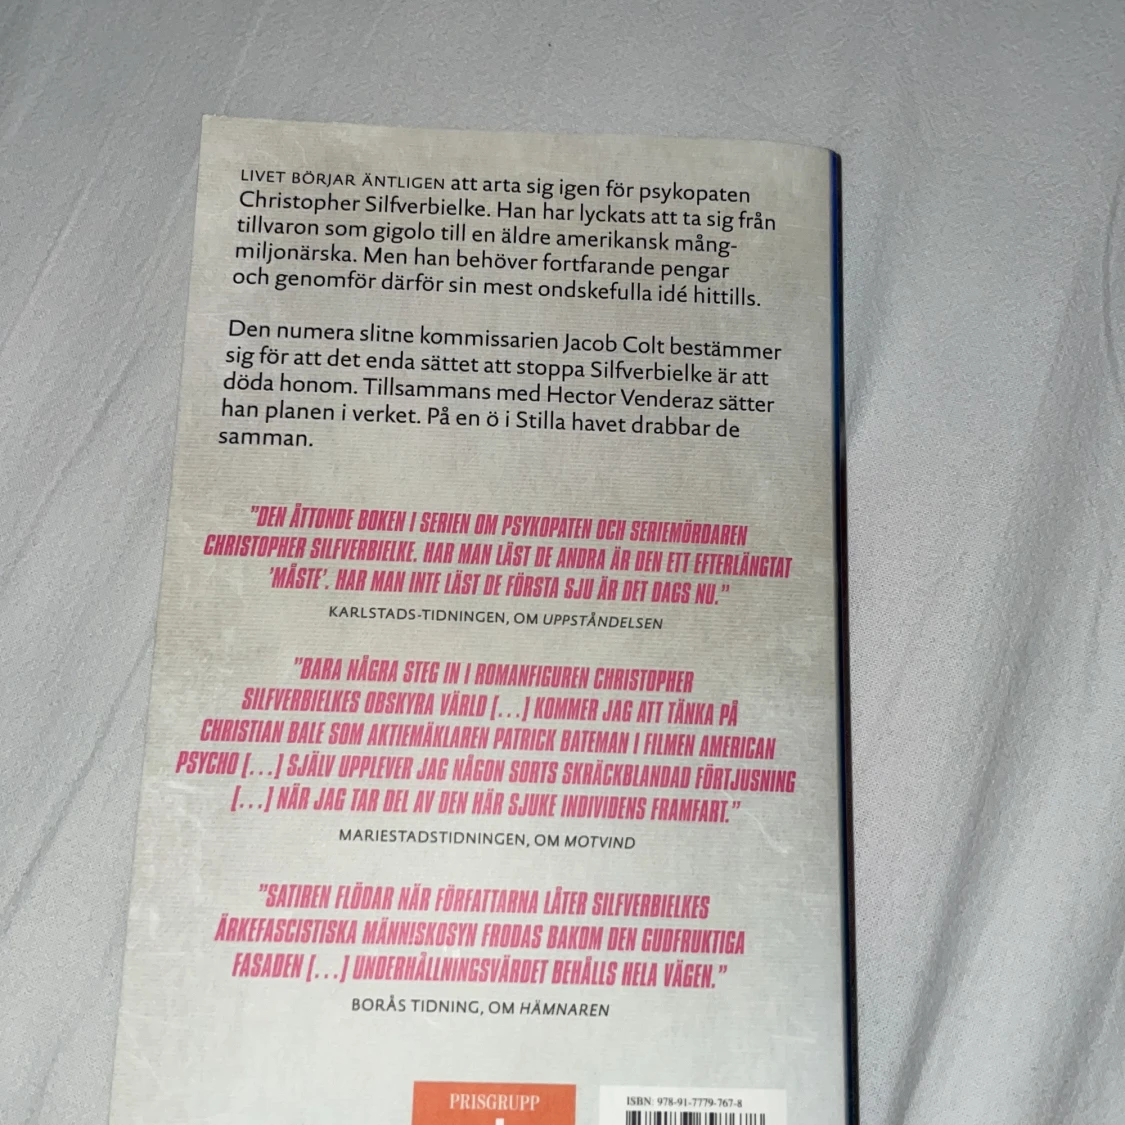 LIVET BÖRJAR ÄNTLIGEN att arta sig igen för psykopaten
Christopher Silfverbielke. Han har lyckats att ta sig från
tillvaron som gigolo till en äldre amerikansk mång-
miljonärska. Men han behöver fortfarande pengar
och genomför därför sin mest ondskefulla idé hittills.
Den numera slitne kommissarien Jacob Colt bestämmer
sig för att det enda sättet att stoppa Silfverbielke är att
döda honom. Tillsammans med Hector Venderaz sätter
han planen i verket. På en ö i Stilla havet drabbar de
samman.
”DEN ÅTTONDE BOKEN I SERIEN OM PSYKOPATEN OCH SERIEMÖRDAREN
CHRISTOPHER SILFVERBIELKE. HAR MAN LÄST DE ANDRA ÄR DEN ETT EFTERLÄNGTAT
’MÅSTE’. HAR MAN INTE LÄST DE FÖRSTA SJU ÄR DET DAGS NU.”
KARLSTADS-TIDNINGEN, OM UPPSTÅNDELSEN
”BARA NÅGRA STEG IN I ROMANFIGUREN CHRISTOPHER
SILFVERBIELKES OBSKYRA VÄRLD [...] KOMMER JAG ATT TÄNKA PÅ
CHRISTIAN BALE SOM AKTIEMÄKLAREN PATRICK BATEMAN I FILMEN AMERICAN
PSYCHO [...] SJÄLV UPPLEVER JAG NÅGON SORTS SKRÄCKBLANDAD FÖRTJUSNING
[...] NÄR JAG TAR DEL AV DEN HÄR SJUKE INDIVIDENS FRAMFART.”
MARIESTADSTIDNINGEN, OM MOTVIND
”SATIREN FLÖDAR NÄR FÖRFATTARNA LÅTER SILFVERBIELKES
ÄRKEFASCISTISKA MÄNNISKOSYN FRODAS BAKOM DEN GUDFRUKTIGA
FASADEN [...] UNDERHÅLLNINGSVÄRDET BEHÅLLS HELA VÄGEN.”
BORÅS TIDNING, OM HÄMNAREN
PRISGRUPP
ISBN: 978-91-7779-767-8